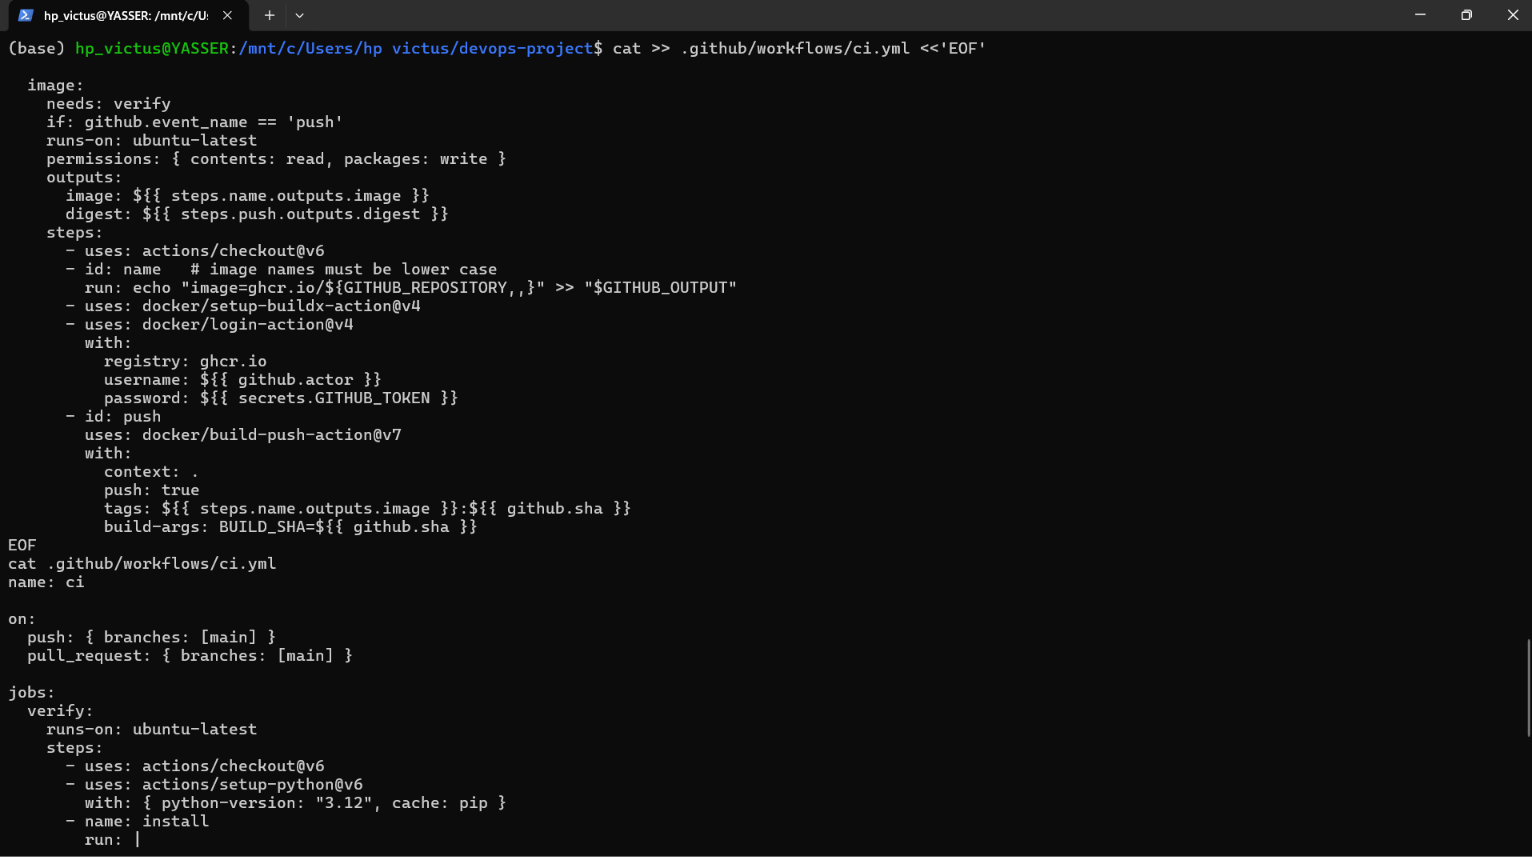 hp_victus@YASSER: /mnt/c/U
(base) hp_victus@YASSER:/mnt/c/Users/hp victus/devops-project$ cat >> .github/workflows/ci.yml <<'EOF'

  image:
    needs: verify
    if: github.event_name == 'push'
    runs-on: ubuntu-latest
    permissions: { contents: read, packages: write }
    outputs:
      image: ${{ steps.name.outputs.image }}
      digest: ${{ steps.push.outputs.digest }}
    steps:
      - uses: actions/checkout@v6
      - id: name   # image names must be lower case
        run: echo "image=ghcr.io/${GITHUB_REPOSITORY,,}" >> "$GITHUB_OUTPUT"
      - uses: docker/setup-buildx-action@v4
      - uses: docker/login-action@v4
        with:
          registry: ghcr.io
          username: ${{ github.actor }}
          password: ${{ secrets.GITHUB_TOKEN }}
      - id: push
        uses: docker/build-push-action@v7
        with:
          context: .
          push: true
          tags: ${{ steps.name.outputs.image }}:${{ github.sha }}
          build-args: BUILD_SHA=${{ github.sha }}
EOF
cat .github/workflows/ci.yml
name: ci

on:
  push: { branches: [main] }
  pull_request: { branches: [main] }

jobs:
  verify:
    runs-on: ubuntu-latest
    steps:
      - uses: actions/checkout@v6
      - uses: actions/setup-python@v6
        with: { python-version: "3.12", cache: pip }
      - name: install
        run: |